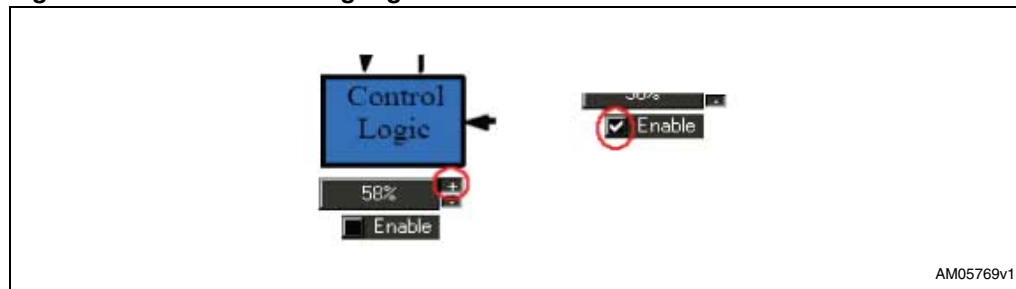 Control
Logic
58%
+
-
Enable
Enable
AM05769v1